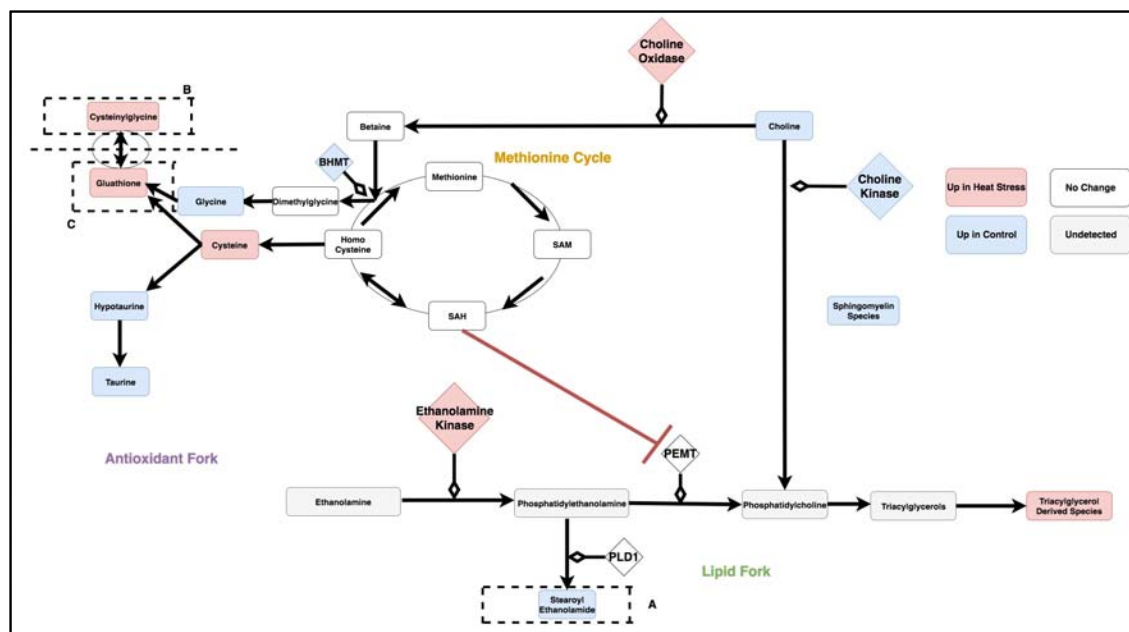 Choline
Oxidase
B
Cysteinylglycine
Betaine
Choline
BHMT
Methionine Cycle
Methionine
Choline
Kinase
Up in Heat Stress
No Change
Gluathione
Glycine
Dimethylglycine
C
Cysteine
Homo
Cysteine
SAM
Up in Control
Undetected
Hypotaurine
SAH
Sphingomyelin
Species
Taurine
Ethanolamine
Kinase
Antioxidant Fork
PEMT
Ethanolamine
Phosphatidylethanolamine
Phosphatidylcholine
Triacylglycerols
Triacylglycerol
Derived Species
PLD1
Lipid Fork
Stearoyl
Ethanolamide
A